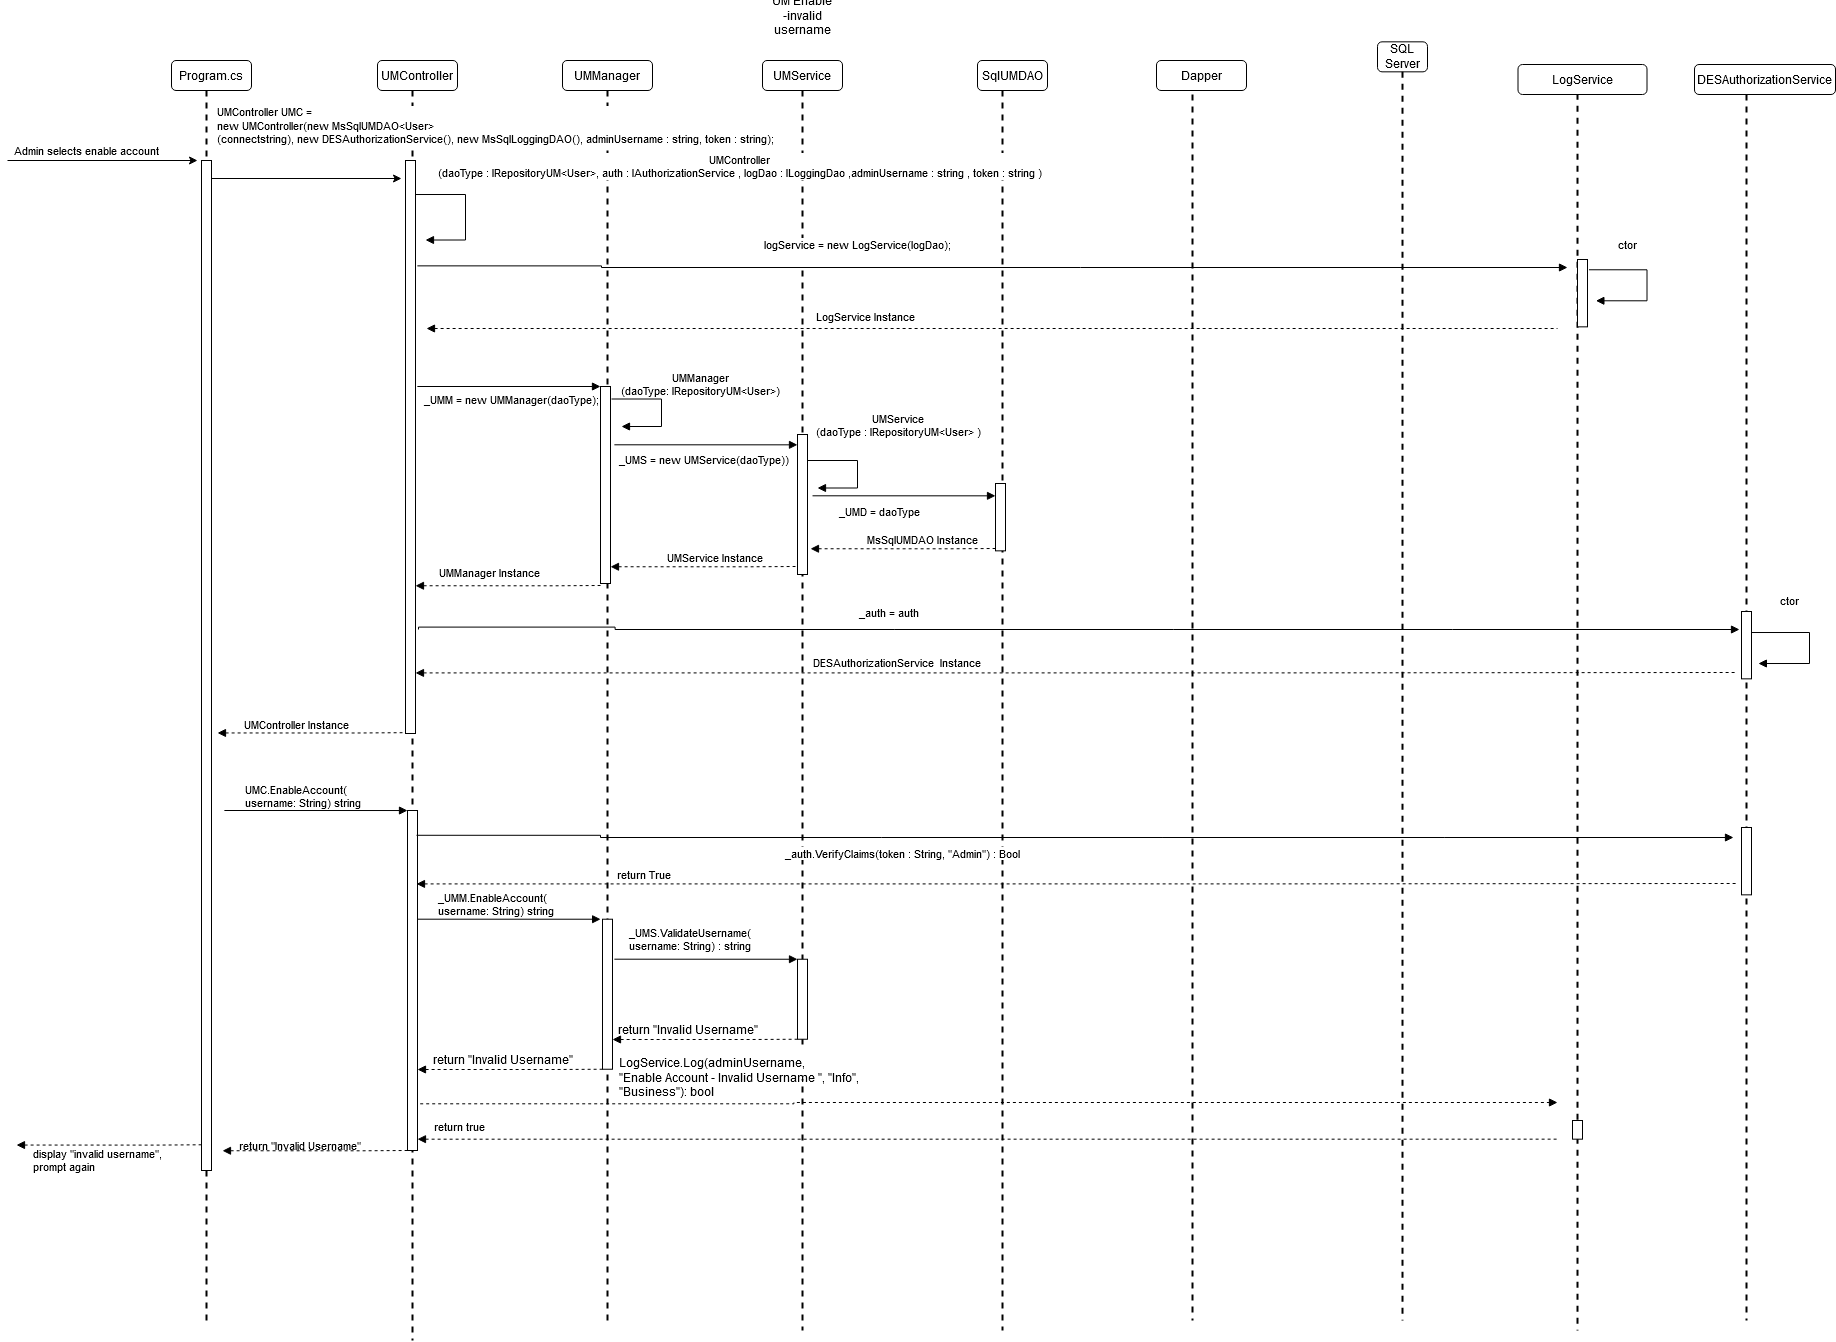 UM Enable
-invalid
username
Program.cs
UMController
UMManager
UMService
SqlUMDAO
Dapper
SQL
Server
LogService
DESAuthorizationService
UMController UMC =
new UMController(new MsSqlUMDAO<User>
(connectstring), new DESAuthorizationService(), new MsSqlLoggingDAO(), adminUsername : string, token : string);
Admin selects enable account
UMController
(daoType : IRepositoryUM<User>, auth : IAuthorizationService , logDao : ILoggingDao ,adminUsername : string , token : string )
logService = new LogService(logDao);
ctor
LogService Instance
UMManager
(daoType: IRepositoryUM<User>)
_UMM = new UMManager(daoType);
UMService
(daoType : IRepositoryUM<User> )
_UMS = new UMService(daoType))
_UMD = daoType
MsSqlUMDAO Instance
UMService Instance
UMManager Instance
ctor
_auth = auth
DESAuthorizationService  Instance
UMController Instance
UMC.EnableAccount(
username: String) string
_auth.VerifyClaims(token : String, "Admin") : Bool
return True
_UMM.EnableAccount(
username: String) string
_UMS.ValidateUsername(
username: String) : string
return "Invalid Username"
return "Invalid Username"
LogService.Log(adminUsername,
"Enable Account - Invalid Username ", "Info",
"Business"): bool
return true
return "Invalid Username"
display "invalid username",
prompt again